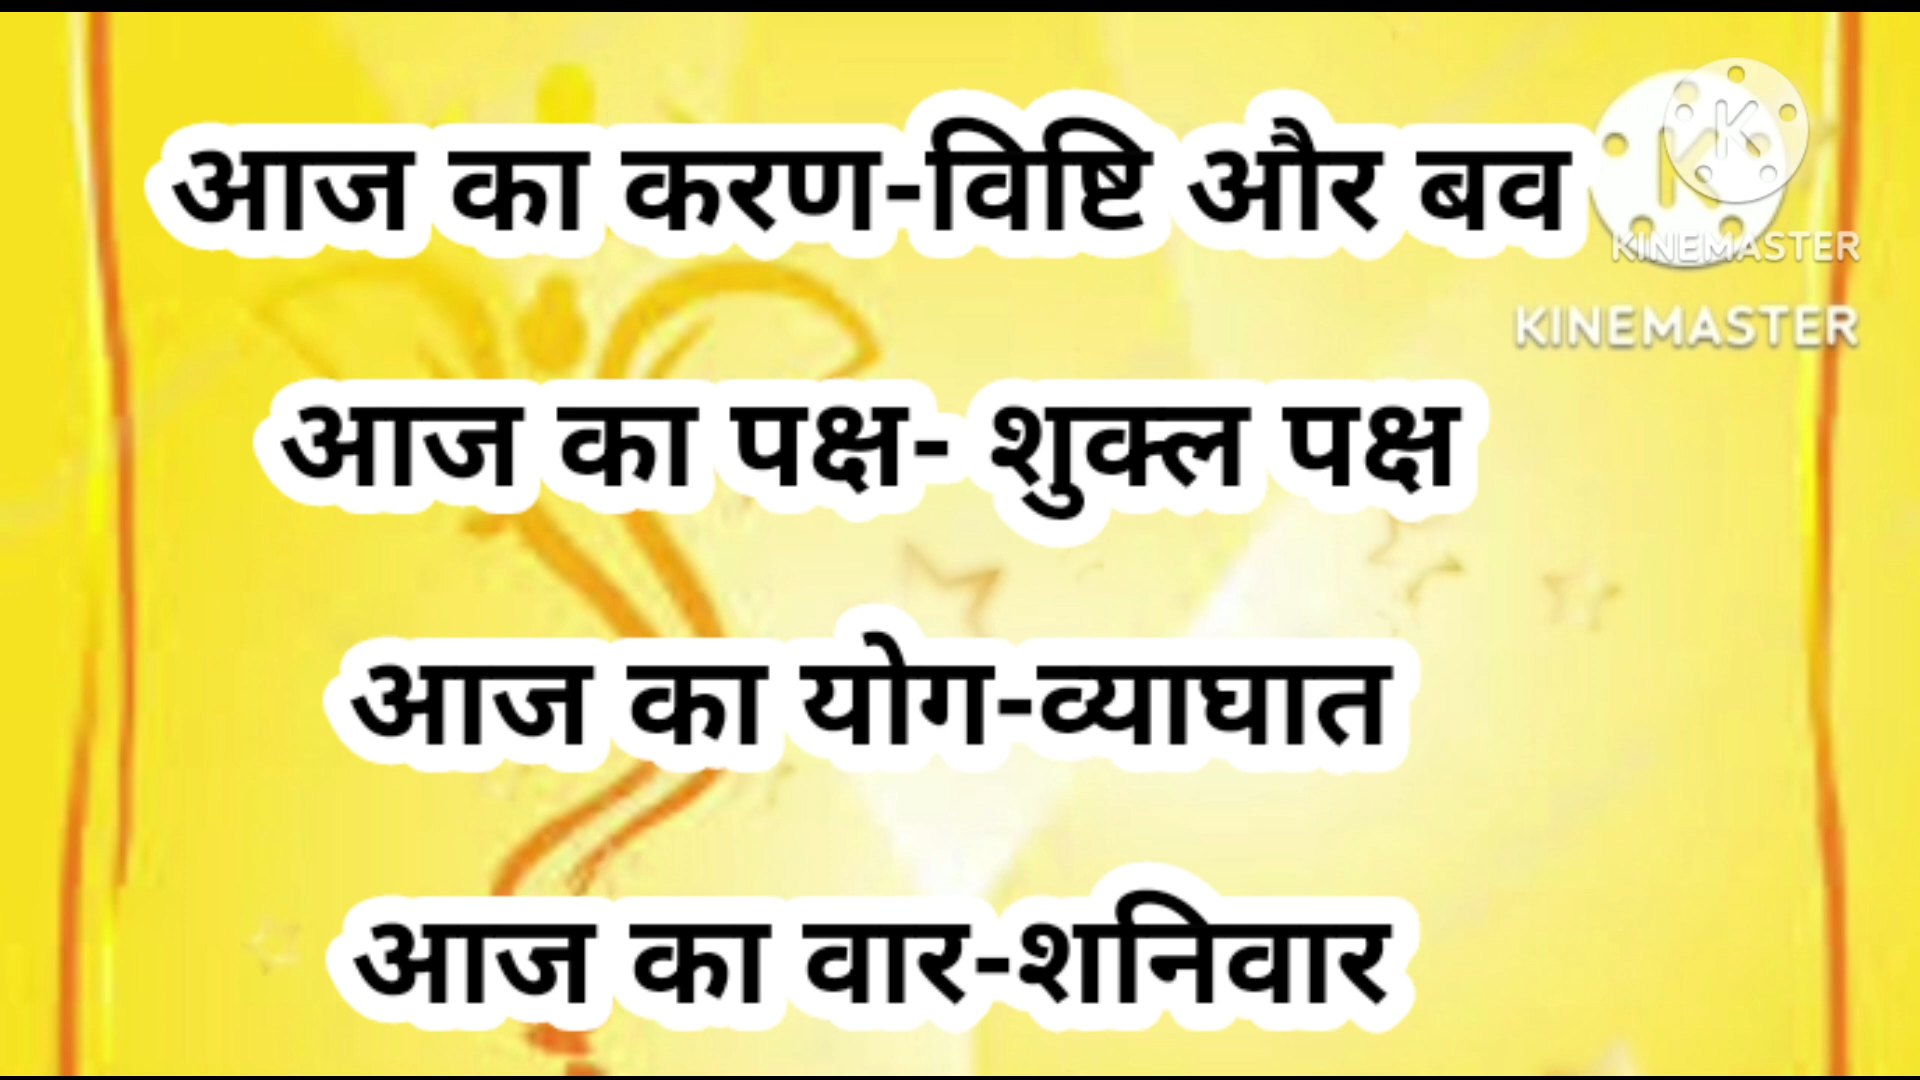 आज का करण-विष्टि और बव
KINEMASTER
KINEMASTER
आज का पक्ष- शुक्ल पक्ष
आज का योग-व्याघात
आज का वार-शनिवार